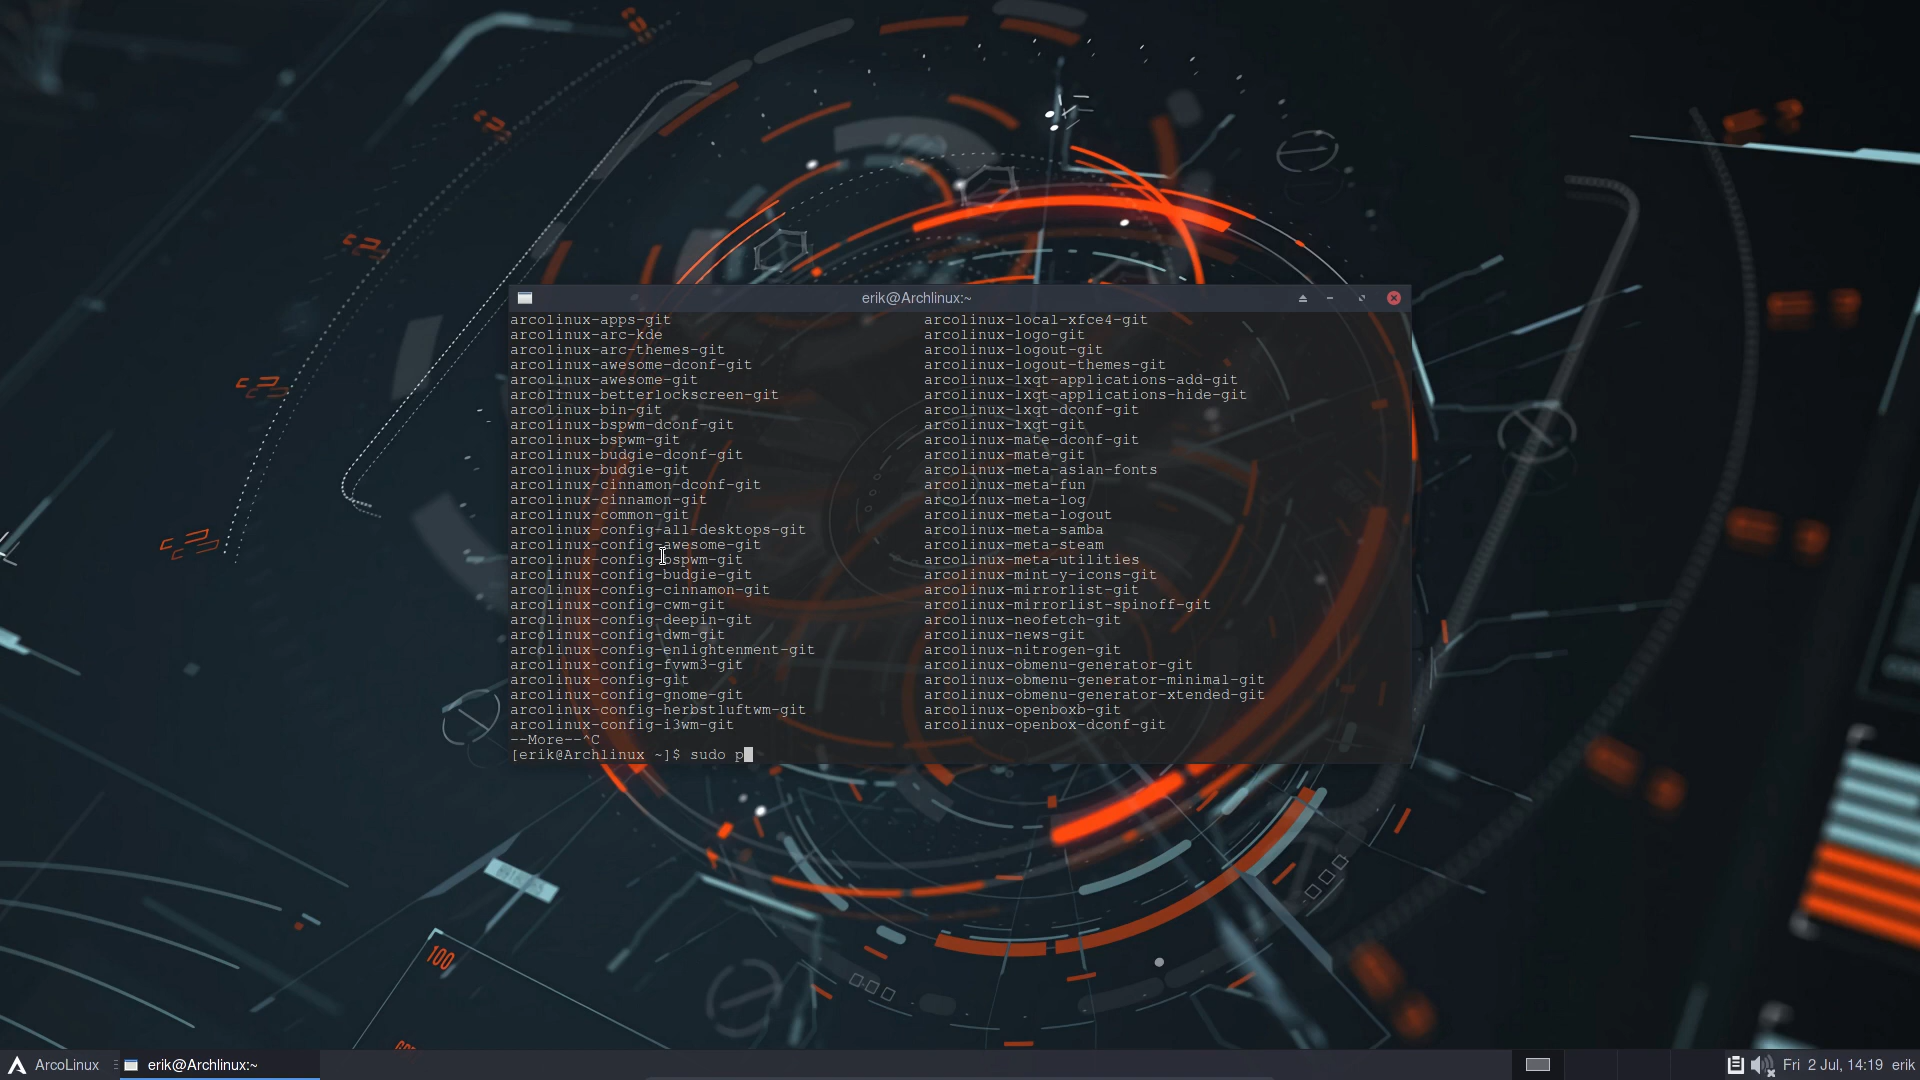 erik@Archlinux:~
arcolinux-apps-git arcolinux-local-xfce4-git
arcolinux-arc-kde arcolinux-logo-git
arcolinux-arc-themes-git arcolinux-logout-git
arcolinux-awesome-dconf-git arcolinux-logout-themes-git
arcolinux-awesome-git arcolinux-lxqt-applications-add-git
arcolinux-betterlockscreen-git arcolinux-lxqt-applications-hide-git
arcolinux-bin-git arcolinux-lxqt-dconf-git
arcolinux-bspwm-dconf-git arcolinux-lxqt-git
arcolinux-bspwm-git arcolinux-mate-dconf-git
arcolinux-budgie-dconf-git arcolinux-mate-git
arcolinux-budgie-git arcolinux-meta-asian-fonts
arcolinux-cinnamon-dconf-git arcolinux-meta-fun
arcolinux-cinnamon-git arcolinux-meta-log
arcolinux-common-git arcolinux-meta-logout
arcolinux-config-all-desktops-git arcolinux-meta-samba
arcolinux-config-awesome-git arcolinux-meta-steam
arcolinux-config-bspwm-git arcolinux-meta-utilities
arcolinux-config-budgie-git arcolinux-mint-y-icons-git
arcolinux-config-cinnamon-git arcolinux-mirrorlist-git
arcolinux-config-cwm-git arcolinux-mirrorlist-spinoff-git
arcolinux-config-deepin-git arcolinux-neofetch-git
arcolinux-config-dwm-git arcolinux-news-git
arcolinux-config-enlightenment-git arcolinux-nitrogen-git
arcolinux-config-fvwm3-git arcolinux-obmenu-generator-git
arcolinux-config-git arcolinux-obmenu-generator-minimal-git
arcolinux-config-gnome-git arcolinux-obmenu-generator-xtended-git
arcolinux-config-herbstluftwm-git arcolinux-openboxb-git
arcolinux-config-i3wm-git arcolinux-openbox-dconf-git
--More--^C
[erik@Archlinux ~]$ sudo p
100
ArcoLinux erik@Archlinux:~ Fri 2 Jul, 14:19 erik